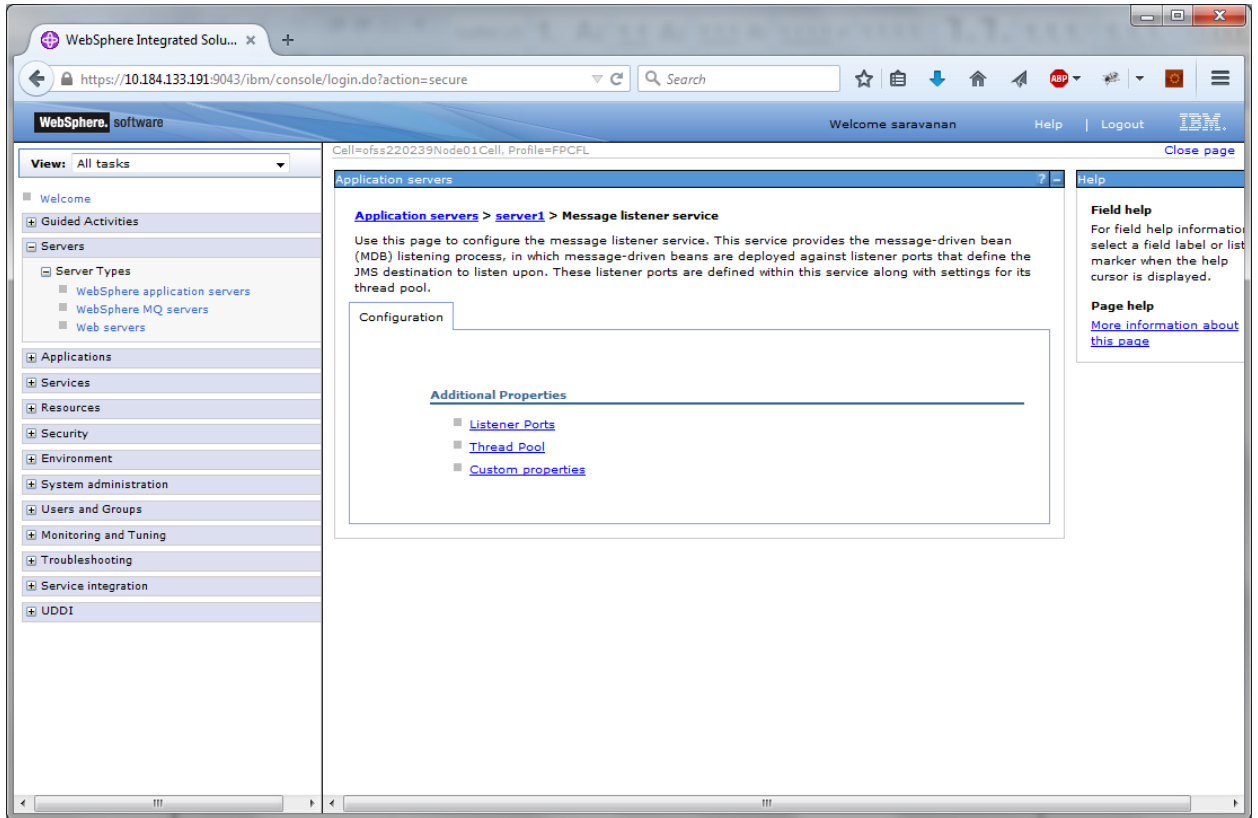 WebSphere Integrated Solu... × +
https://10.184.133.191:9043/ibm/console/login.do?action=secure
Search
ABP
WebSphere. software
Welcome saravanan
Help | Logout
IBM.
View: All tasks
Welcome
Guided Activities
Servers
Server Types
WebSphere application servers
WebSphere MQ servers
Web servers
Applications
Services
Resources
Security
Environment
System administration
Users and Groups
Monitoring and Tuning
Troubleshooting
Service integration
UDDI
Cell=ofss220239Node01Cell, Profile=FPCFL
Close page
Application servers ? –
Application servers > server1 > Message listener service
Use this page to configure the message listener service. This service provides the message-driven bean
(MDB) listening process, in which message-driven beans are deployed against listener ports that define the
JMS destination to listen upon. These listener ports are defined within this service along with settings for its
thread pool.
Configuration
Additional Properties
Listener Ports
Thread Pool
Custom properties
Help
Field help
For field help information
select a field label or list
marker when the help
cursor is displayed.
Page help
More information about
this page